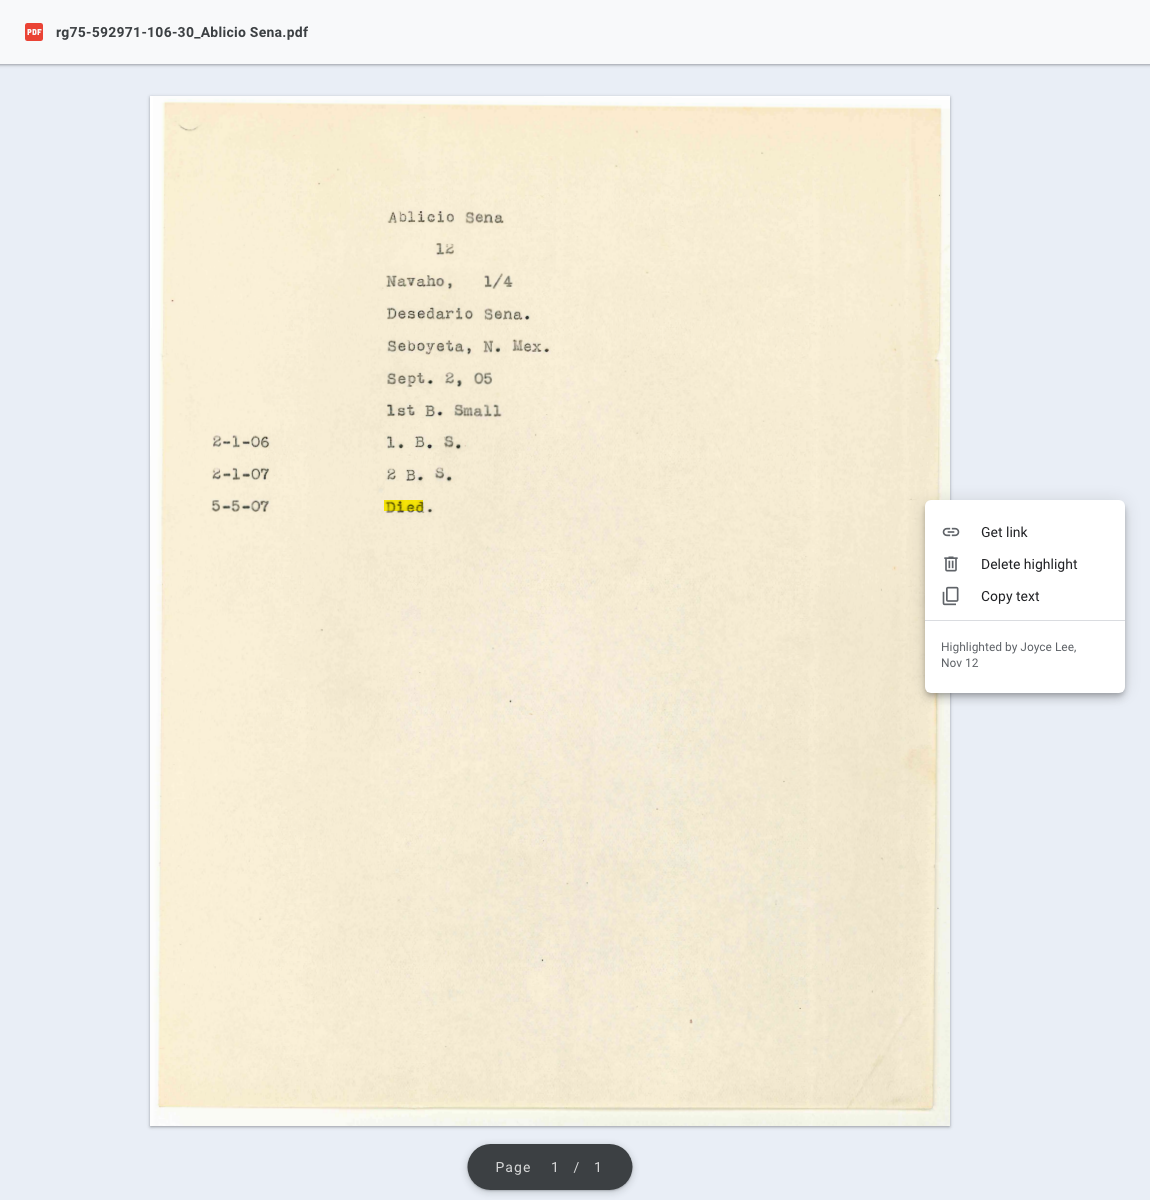 PDF rg75-592971-106-30_Ablicio Sena.pdf
Ablicio Sena
12
Navaho, 1/4
Desedario Sena.
Seboyeta, N. Mex.
Sept. 2, 05
1st B. Small
2-1-06 1. B. S.
2-1-07 2 B. S.
5-5-07 Died.
Get link
Delete highlight
Copy text
Highlighted by Joyce Lee,
Nov 12
Page 1 / 1